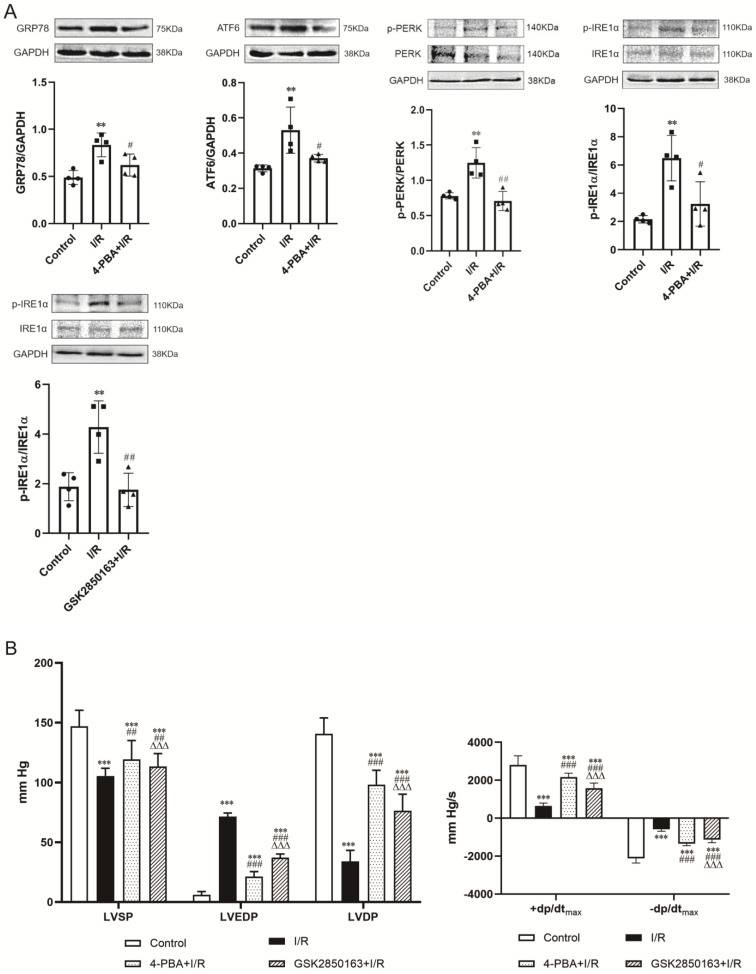 A
GRP78 75KDa
GAPDH 38KDa
GRP78/GAPDH
1.5
1.0
0.5
0.0
**
#
Control
I/R
4-PBA+I/R
ATF6 75KDa
GAPDH 38KDa
ATF6/GAPDH
0.8
0.6
0.4
0.2
0.0
**
#
Control
I/R
4-PBA+I/R
p-PERK 140KDa
PERK 140KDa
GAPDH 38KDa
p-PERK/PERK
2.0
1.5
1.0
0.5
0.0
**
##
Control
I/R
4-PBA+I/R
p-IRE1α 110KDa
IRE1α 110KDa
GAPDH 38KDa
p-IRE1α/IRE1α
10
8
6
4
2
0
**
#
Control
I/R
4-PBA+I/R
p-IRE1α 110KDa
IRE1α 110KDa
GAPDH 38KDa
p-IRE1α/IRE1α
6
4
2
0
**
##
Control
I/R
GSK2850163+I/R
B
mm Hg
200
150
100
50
0
***
***
##
***
##
ΔΔΔ
***
***
###
***
###
ΔΔΔ
***
***
###
***
###
ΔΔΔ
LVSP LVEDP LVDP
Control I/R
4-PBA+I/R GSK2850163+I/R
mm Hg/s
4000
2000
0
-2000
-4000
***
***
###
***
###
ΔΔΔ
***
***
###
***
###
ΔΔΔ
+dp/dtmax -dp/dtmax
Control I/R
4-PBA+I/R GSK2850163+I/R